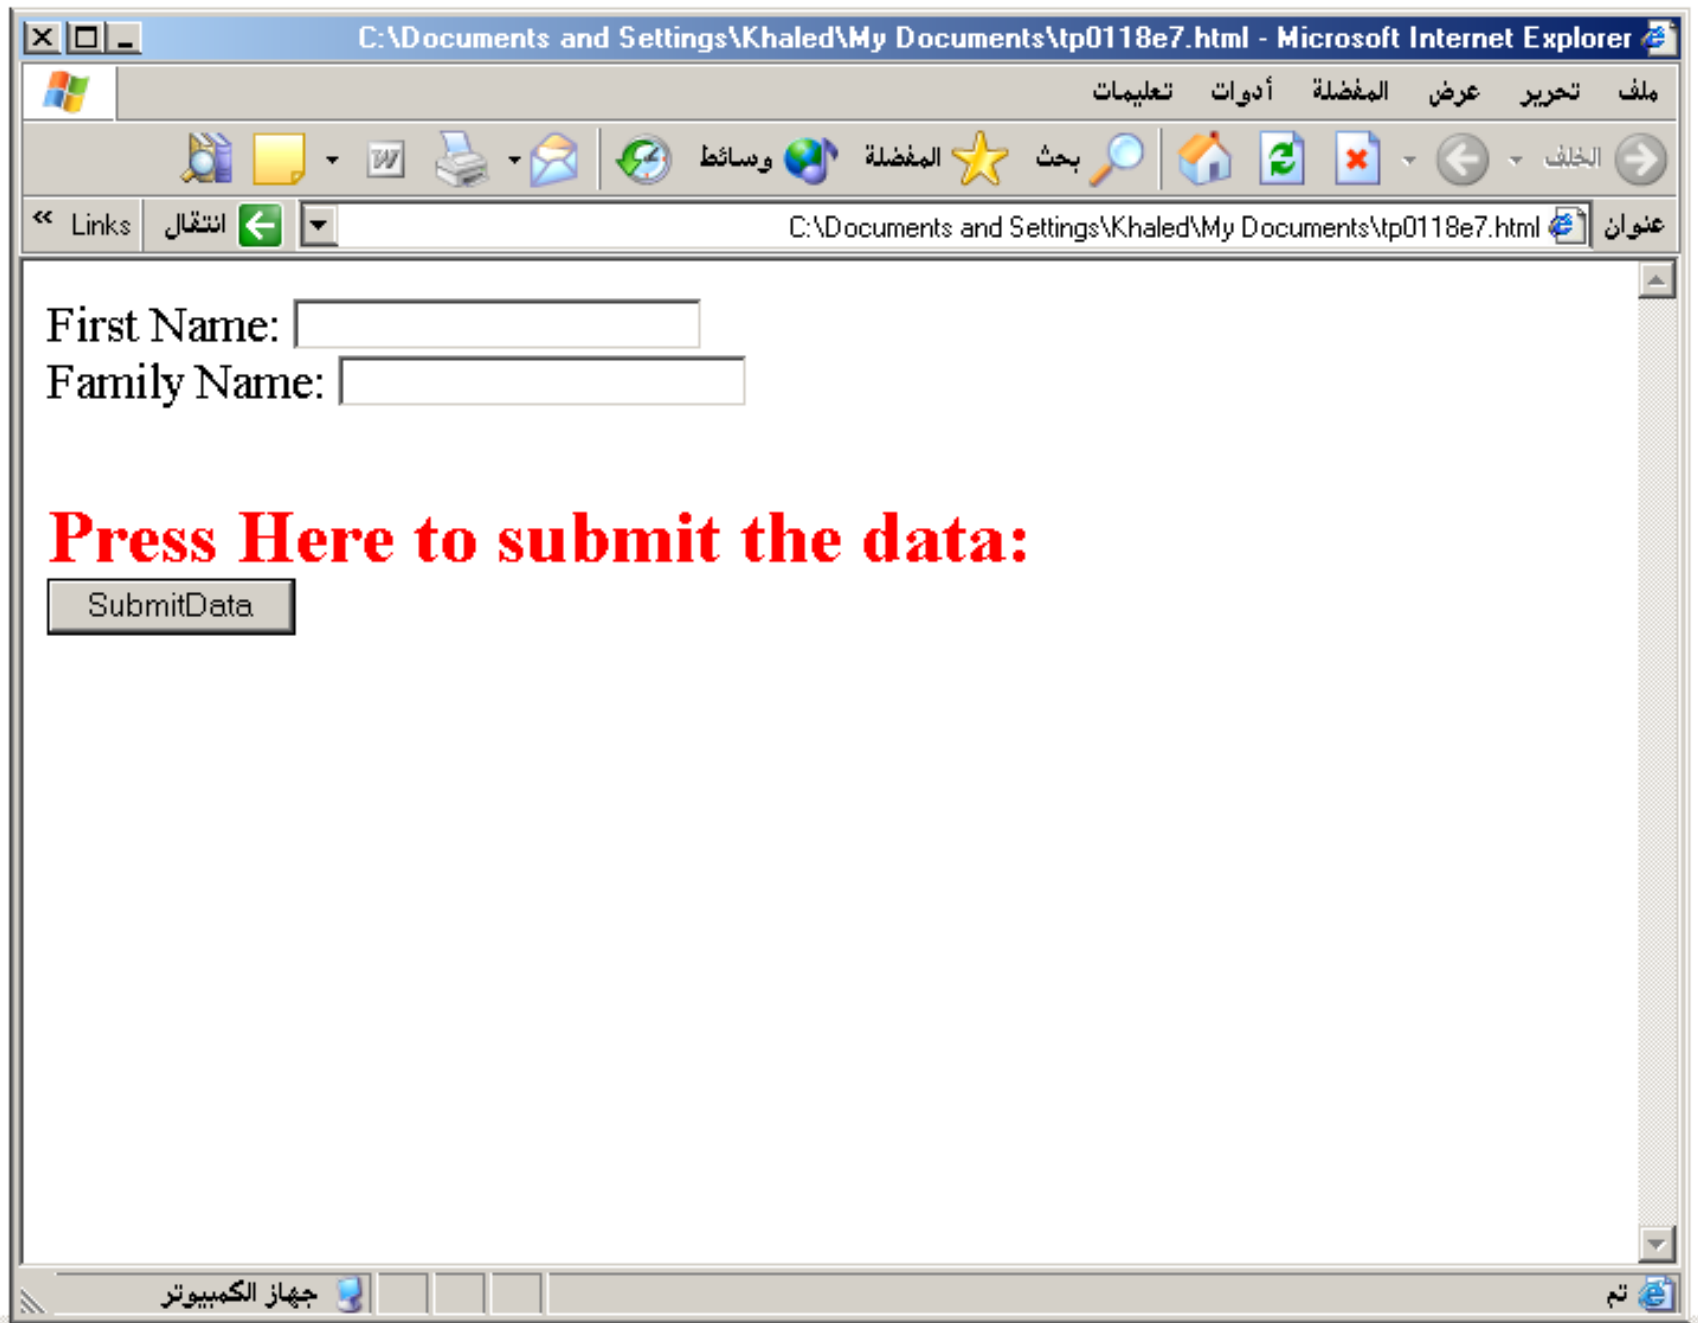 C:\Documents and Settings\Khaled\My Documents\tp0118e7.html - Microsoft Internet Explorer
ملف تحرير عرض المفضلة أدوات تعليمات
الخلف بحث المفضلة وسائط W
عنوان C:\Documents and Settings\Khaled\My Documents\tp0118e7.html انتقال Links »
First Name:
Family Name:
Press Here to submit the data:
SubmitData
تم جهاز الكمبيوتر